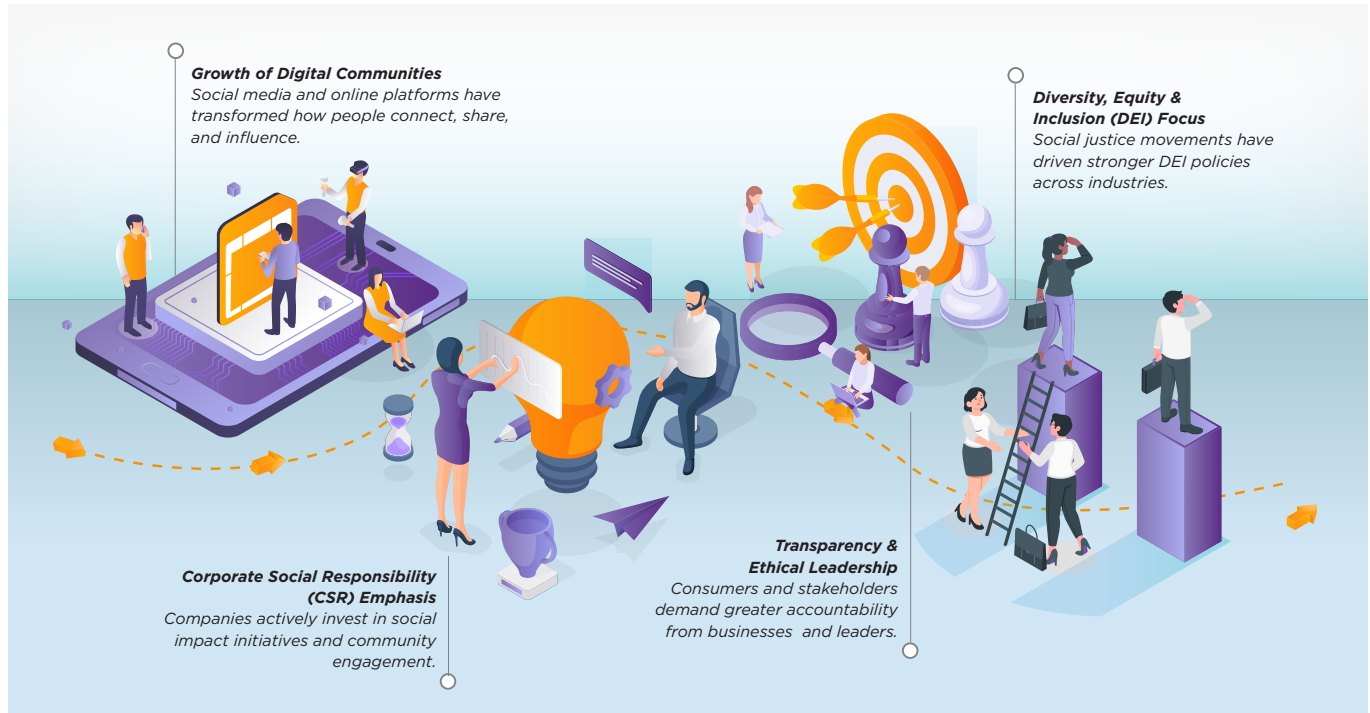 Growth of Digital Communities
Social media and online platforms have
transformed how people connect, share,
and influence.
Corporate Social Responsibility
(CSR) Emphasis
Companies actively invest in social
impact initiatives and community
engagement.
Transparency &
Ethical Leadership
Consumers and stakeholders
demand greater accountability
from businesses  and leaders.
Diversity, Equity &
Inclusion (DEI) Focus
Social justice movements have
driven stronger DEI policies
across industries.